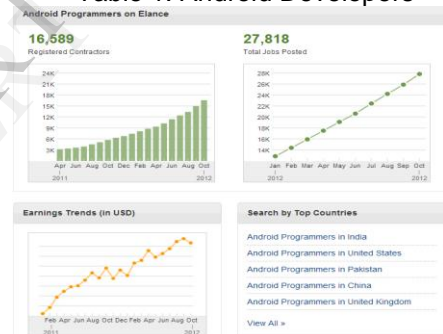 Table 1. Android Developers
Android Programmers on Elance
16,589
Registered Contractors
24K
21K
18K
15K
12K
9K
6K
3K
Apr Jun Aug Oct Dec Feb Apr Jun Aug Oct
2011 2012
27,818
Total Jobs Posted
28K
26K
24K
22K
20K
18K
16K
14K
Jan Feb Mar Apr May Jun Jul Aug Sep Oct
2012 2012
Earnings Trends (in USD)
Feb Apr Jun Aug Oct Dec Feb Apr Jun Aug Oct
2011 2012
Search by Top Countries
Android Programmers in India
Android Programmers in United States
Android Programmers in Pakistan
Android Programmers in China
Android Programmers in United Kingdom
View All »